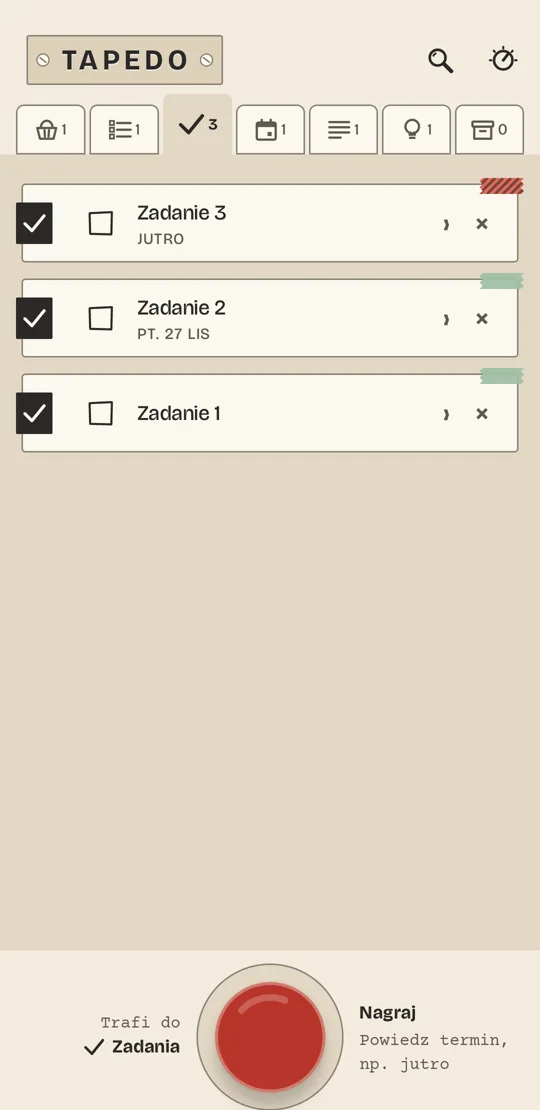 TAPEDO
1 1 3 1 1 1 0
Zadanie 3
JUTRO
Zadanie 2
PT. 27 LIS
Zadanie 1
Trafi do
Zadania
Nagraj
Powiedz termin,
np. jutro